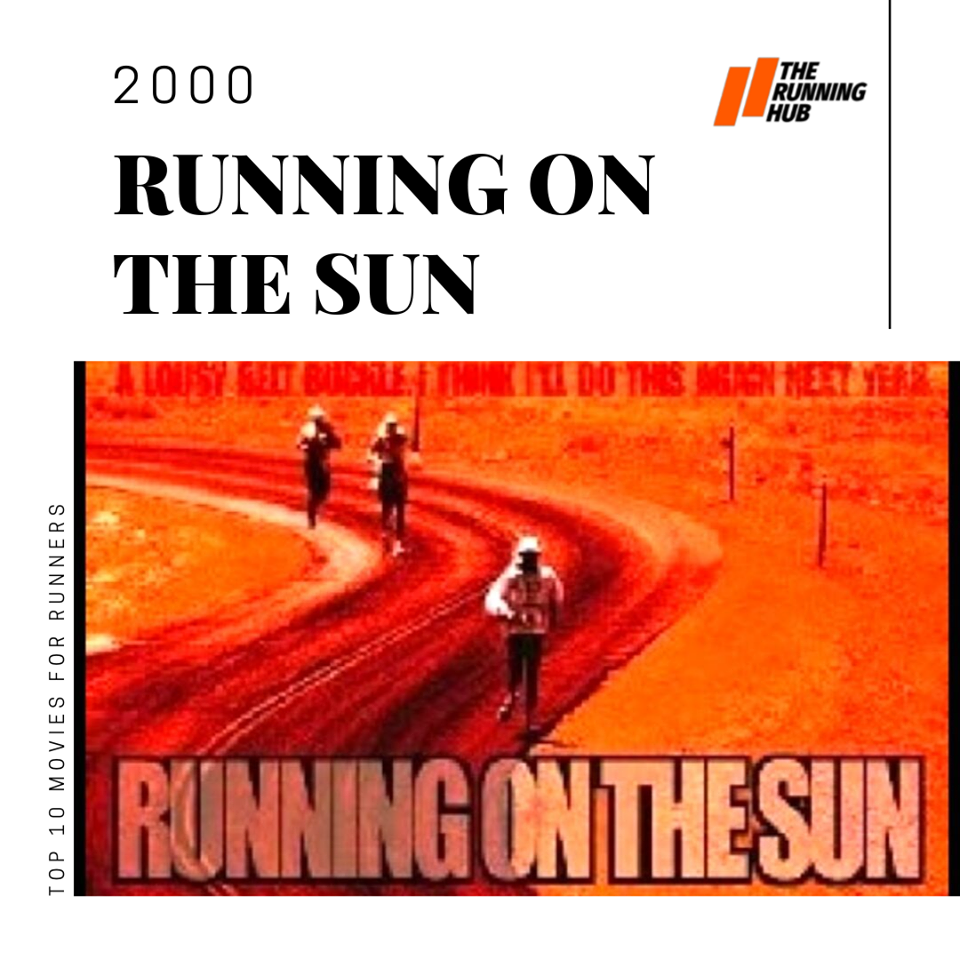 2000
THE
RUNNING
HUB
RUNNING ON
THE SUN
A LOUSY BELT BUCKLE, I THINK I'LL DO THIS AGAIN NEXT YEAR.
RUNNING ON THE SUN
TOP 10 MOVIES FOR RUNNERS